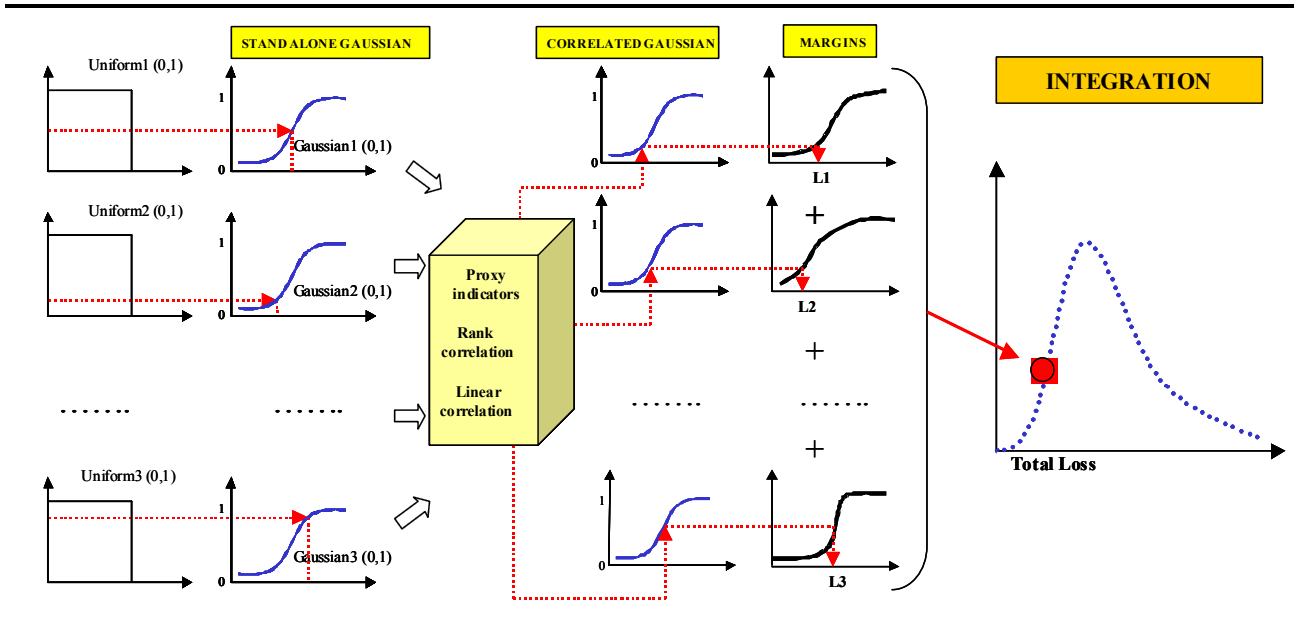 STAND ALONE GAUSSIAN
CORRELATED GAUSSIAN
MARGINS
INTEGRATION
Uniform1 (0,1)
1
Gaussian1 (0,1)
0
1
0
L1
+
Uniform2 (0,1)
1
Gaussian2 (0,1)
0
1
0
L2
+
Proxy
indicators
Rank
correlation
Linear
correlation
.......
.......
.......
.......
+
Uniform3 (0,1)
1
Gaussian3 (0,1)
0
1
0
L3
Total Loss